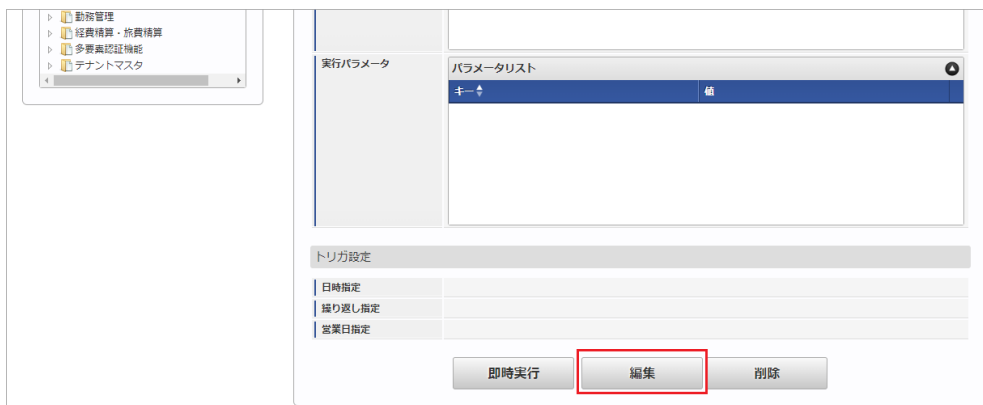 勤務管理
経費精算・旅費精算
多要素認証機能
テナントマスタ
実行パラメータ
パラメータリスト
キー
値
トリガ設定
日時指定
繰り返し指定
営業日指定
即時実行
編集
削除